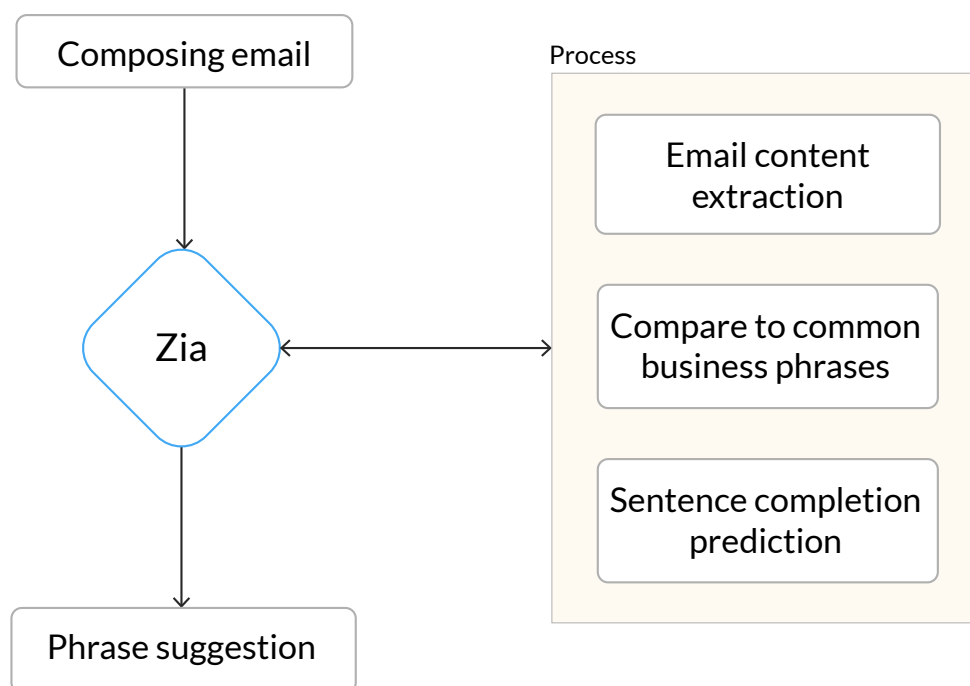 Composing email
Process
Email content
extraction
Zia
Compare to common
business phrases
Sentence completion
prediction
Phrase suggestion